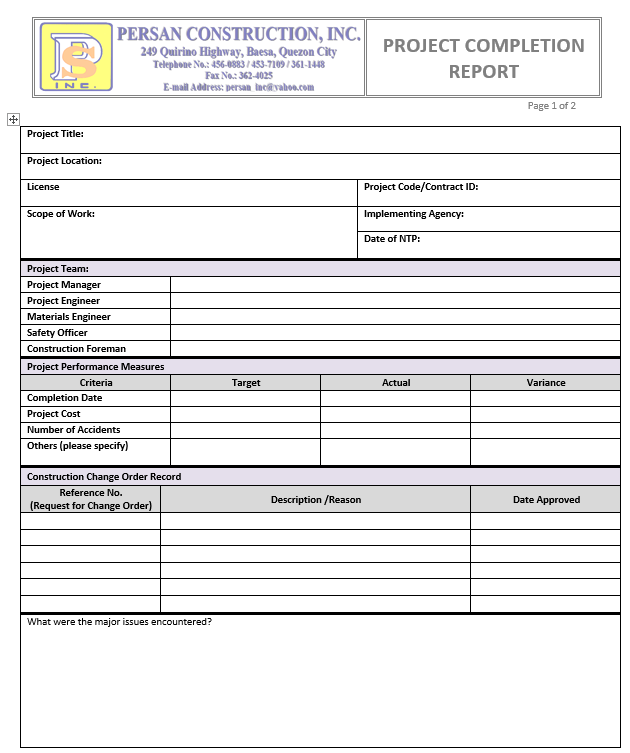 PS
INC.
PERSAN CONSTRUCTION, INC.
249 Quirino Highway, Baesa, Quezon City
Telephone No.: 456-0883 / 453-7109 / 361-1448
Fax No.: 362-4025
E-mail Address: persan_inc@yahoo.com
PROJECT COMPLETION
REPORT
Page 1 of 2
Project Title:
Project Location:
License
Project Code/Contract ID:
Scope of Work:
Implementing Agency:
Date of NTP:
Project Team:
Project Manager
Project Engineer
Materials Engineer
Safety Officer
Construction Foreman
Project Performance Measures
Criteria Target Actual Variance
Completion Date
Project Cost
Number of Accidents
Others (please specify)
Construction Change Order Record
Reference No.
(Request for Change Order)
Description /Reason
Date Approved
What were the major issues encountered?